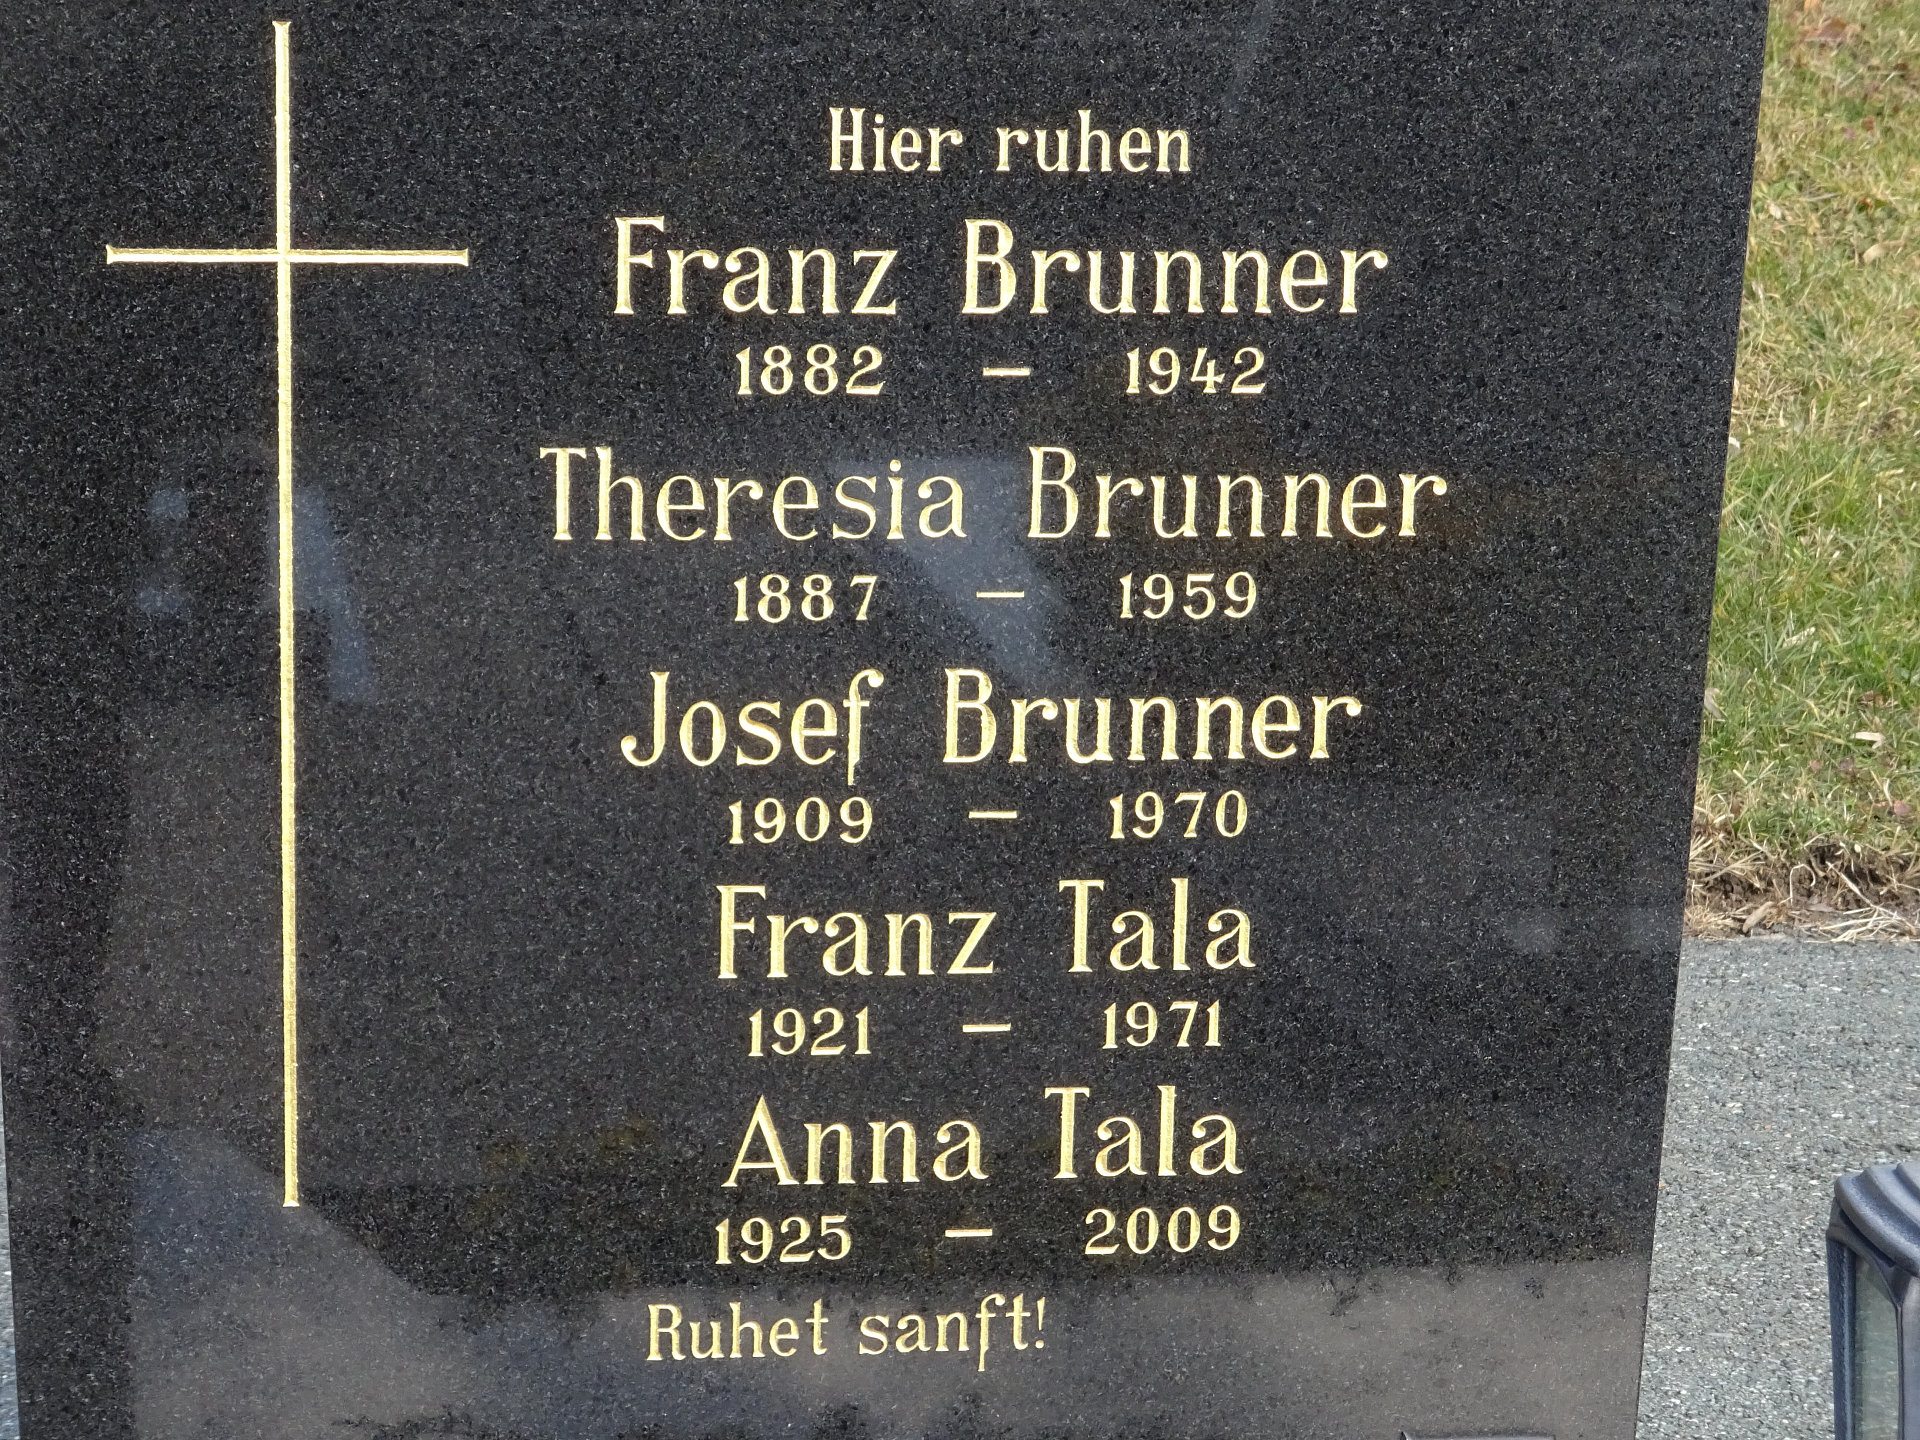 Hier ruhen
Franz Brunner
1882 – 1942
Theresia Brunner
1887 – 1959
Josef Brunner
1909 – 1970
Franz Tala
1921 – 1971
Anna Tala
1925 – 2009
Ruhet sanft!